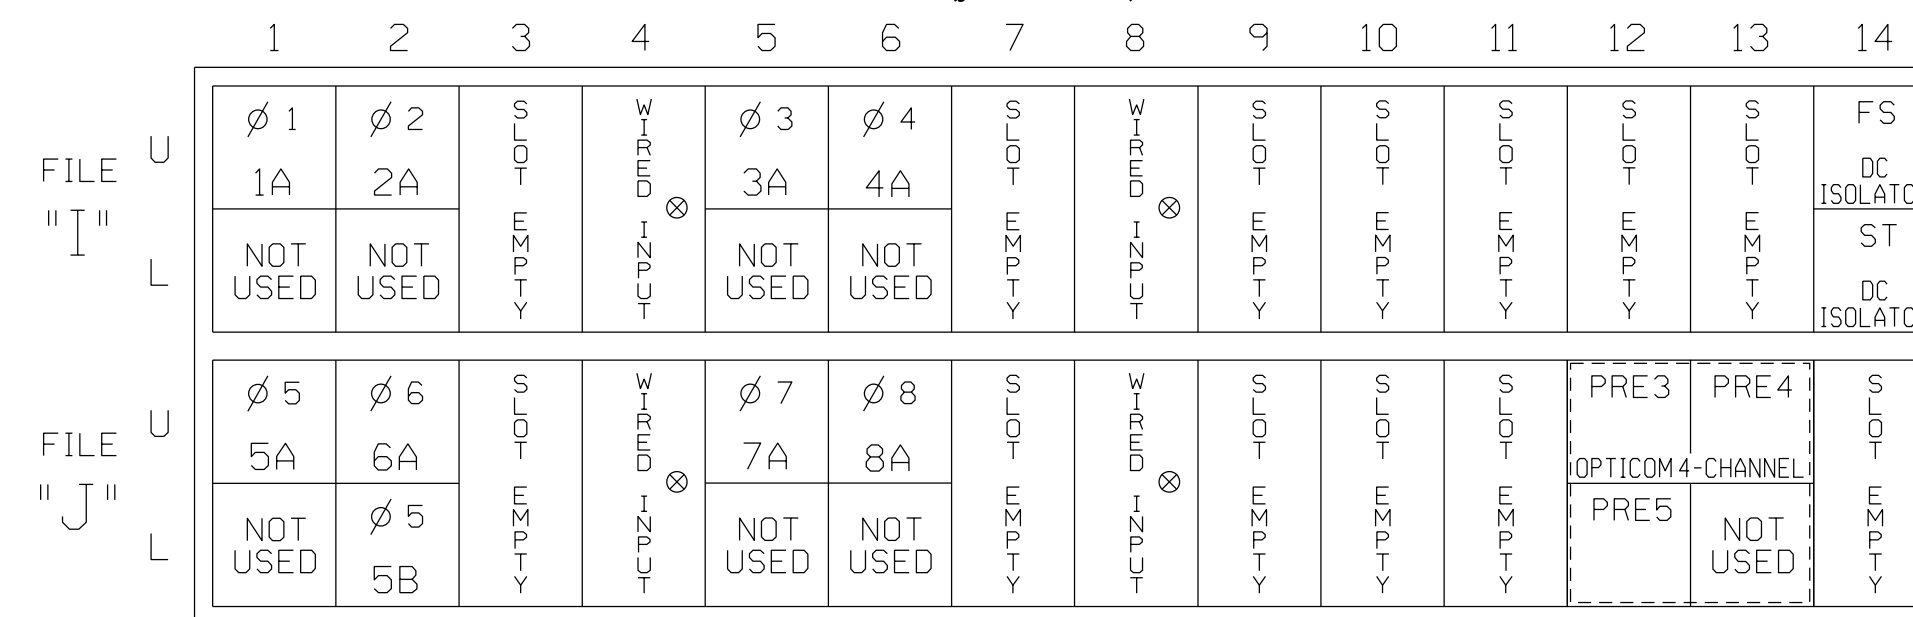 1 2 3 4 5 6 7 8 9 10 11 12 13 14
FILE "I"
U
L
Ø 1
1A
NOT USED
Ø 2
2A
NOT USED
SLOT EMPTY
WIRED INPUT
Ø 3
3A
NOT USED
Ø 4
4A
NOT USED
SLOT EMPTY
WIRED INPUT
SLOT EMPTY
SLOT EMPTY
SLOT EMPTY
SLOT EMPTY
SLOT EMPTY
FS
DC
ISOLATO
ST
DC
ISOLATO
FILE "J"
U
L
Ø 5
5A
NOT USED
Ø 6
6A
Ø 5
5B
SLOT EMPTY
WIRED INPUT
Ø 7
7A
NOT USED
Ø 8
8A
NOT USED
SLOT EMPTY
WIRED INPUT
SLOT EMPTY
SLOT EMPTY
SLOT EMPTY
PRE3 PRE4
OPTICOM 4-CHANNEL
PRE5
NOT USED
SLOT EMPTY